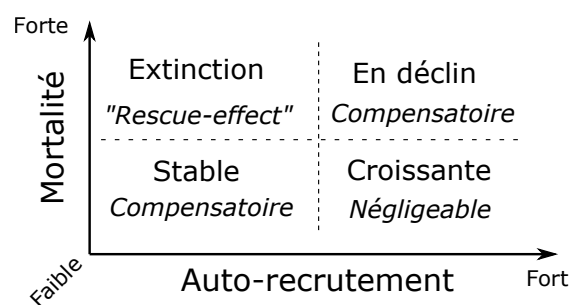 Forte
Mortalité
Extinction
"Rescue-effect"
En déclin
Compensatoire
Stable
Compensatoire
Croissante
Négligeable
Faible
Auto-recrutement
Fort